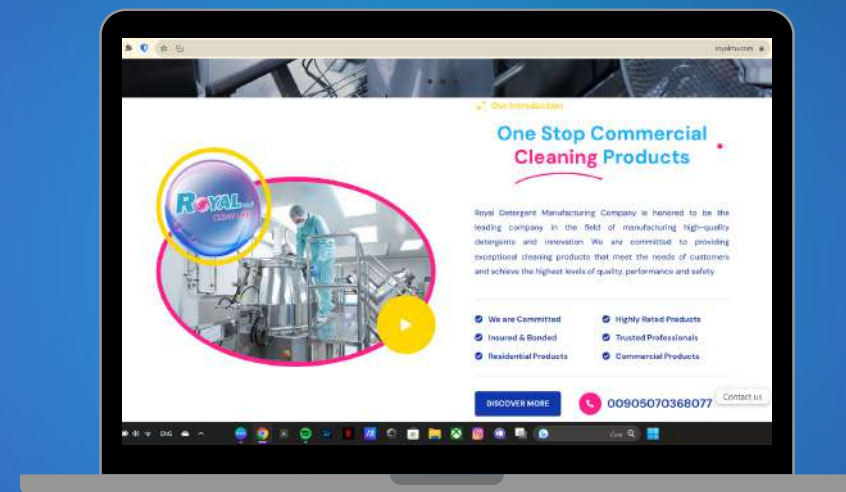 Our Introduction
One Stop Commercial
Cleaning Products
ROYAL
Royal Detergent Manufacturing Company is honored to be the
leading company in the field of manufacturing high-quality
detergents and innovation We are committed to providing
exceptional cleaning products that meet the needs of customers
and achieve the highest levels of quality, performance and safety
We are Committed
Highly Rated Products
Insured & Bonded
Trusted Professionals
Residential Products
Commercial Products
DISCOVER MORE
00905070368077
Contact us
ENG